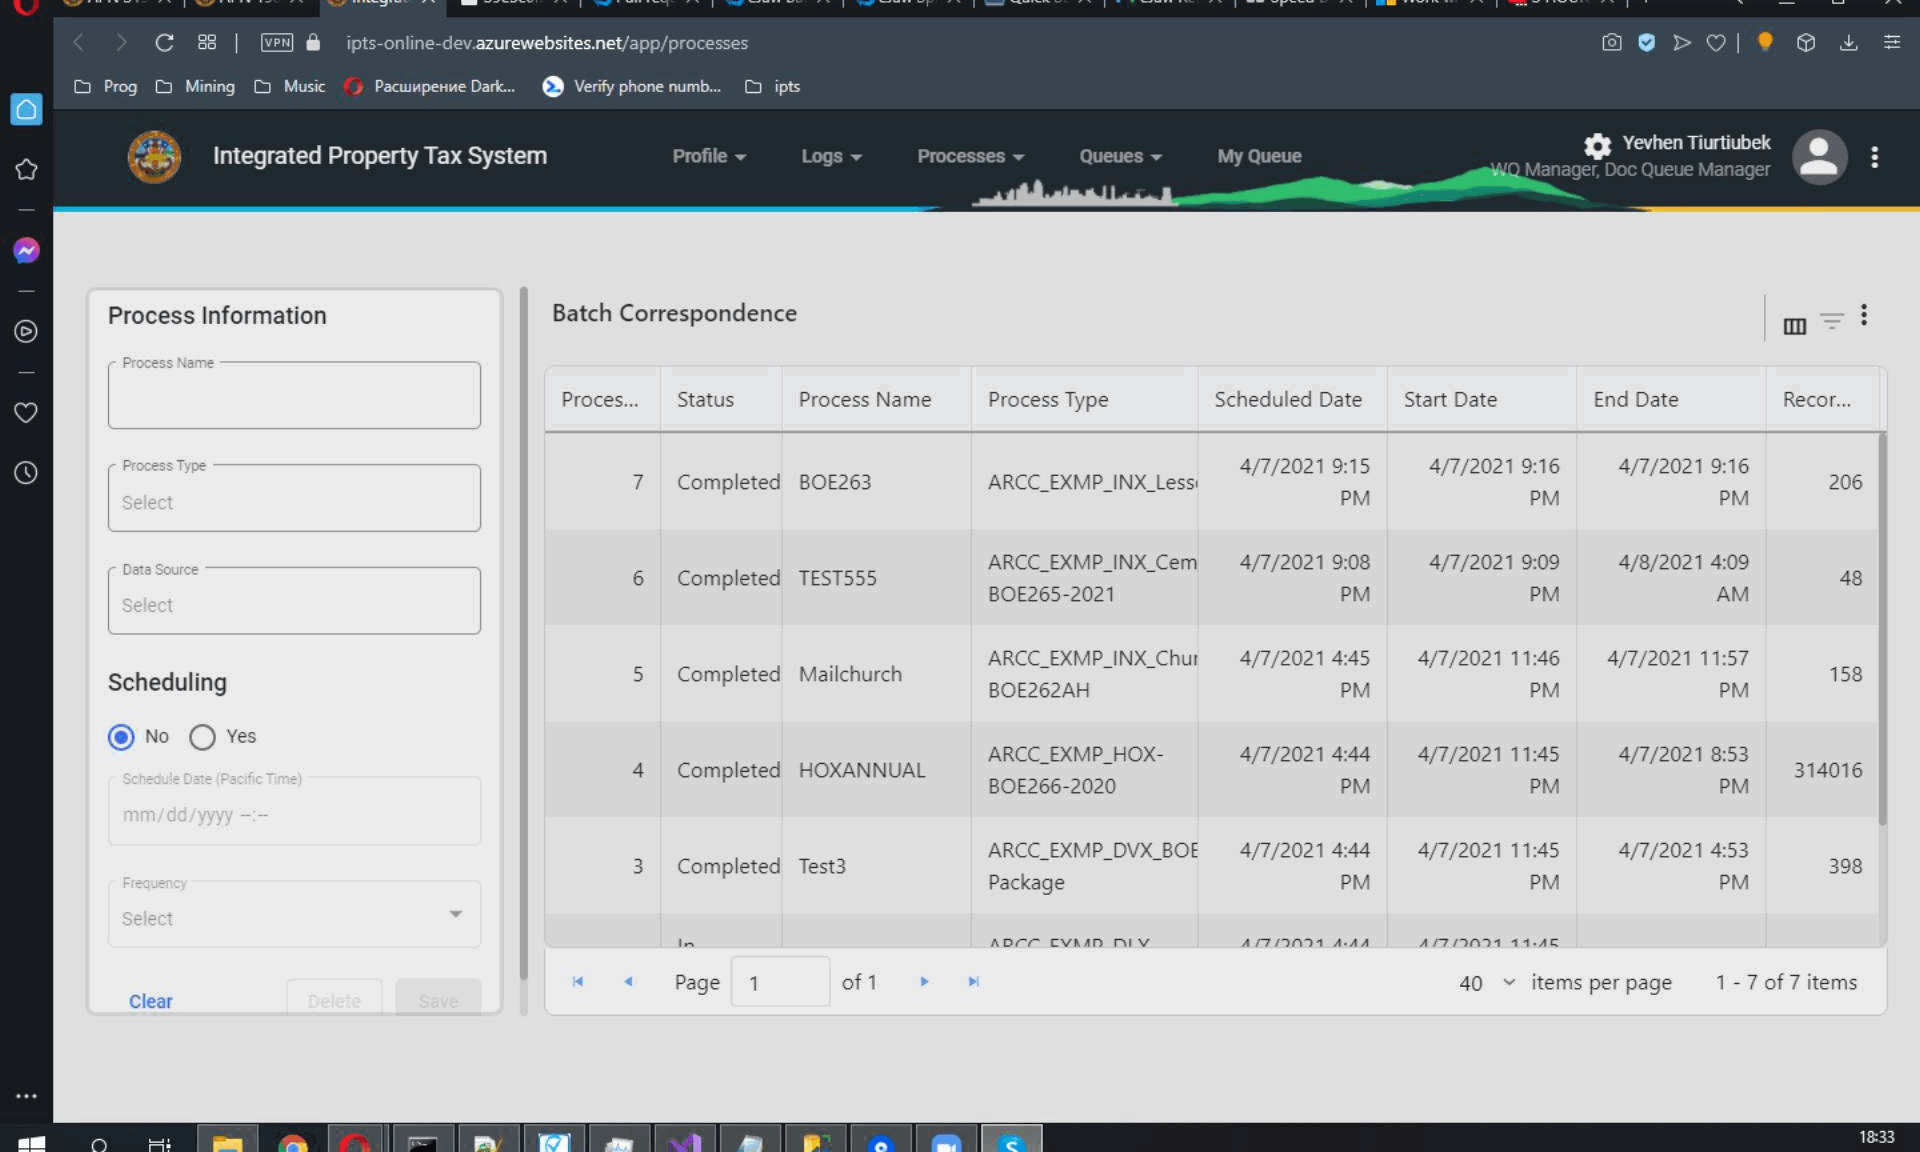 VPN
ipts-online-dev.azurewebsites.net/app/processes
Prog
Mining
Music
Расширение Dark...
Verify phone numb...
ipts
Integrated Property Tax System
Profile
Logs
Processes
Queues
My Queue
Yevhen Tiurtiubek
WQ Manager, Doc Queue Manager
Process Information
Process Name
Process Type
Select
Data Source
Select
Scheduling
No
Yes
Schedule Date (Pacific Time)
mm/dd/yyyy --:--
Frequency
Select
Clear
Delete
Save
Batch Correspondence
Proces... Status Process Name Process Type Scheduled Date Start Date End Date Recor...
7 Completed BOE263 ARCC_EXMP_INX_Less 4/7/2021 9:15 PM 4/7/2021 9:16 PM 4/7/2021 9:16 PM 206
6 Completed TEST555 ARCC_EXMP_INX_Cem BOE265-2021 4/7/2021 9:08 PM 4/7/2021 9:09 PM 4/8/2021 4:09 AM 48
5 Completed Mailchurch ARCC_EXMP_INX_Chur BOE262AH 4/7/2021 4:45 PM 4/7/2021 11:46 PM 4/7/2021 11:57 PM 158
4 Completed HOXANNUAL ARCC_EXMP_HOX-BOE266-2020 4/7/2021 4:44 PM 4/7/2021 11:45 PM 4/7/2021 8:53 PM 314016
3 Completed Test3 ARCC_EXMP_DVX_BOE Package 4/7/2021 4:44 PM 4/7/2021 11:45 PM 4/7/2021 4:53 PM 398
In ARCC_EXMP_DLX 4/7/2021 4:44 4/7/2021 11:45
Page 1 of 1
40 items per page
1 - 7 of 7 items
18:33